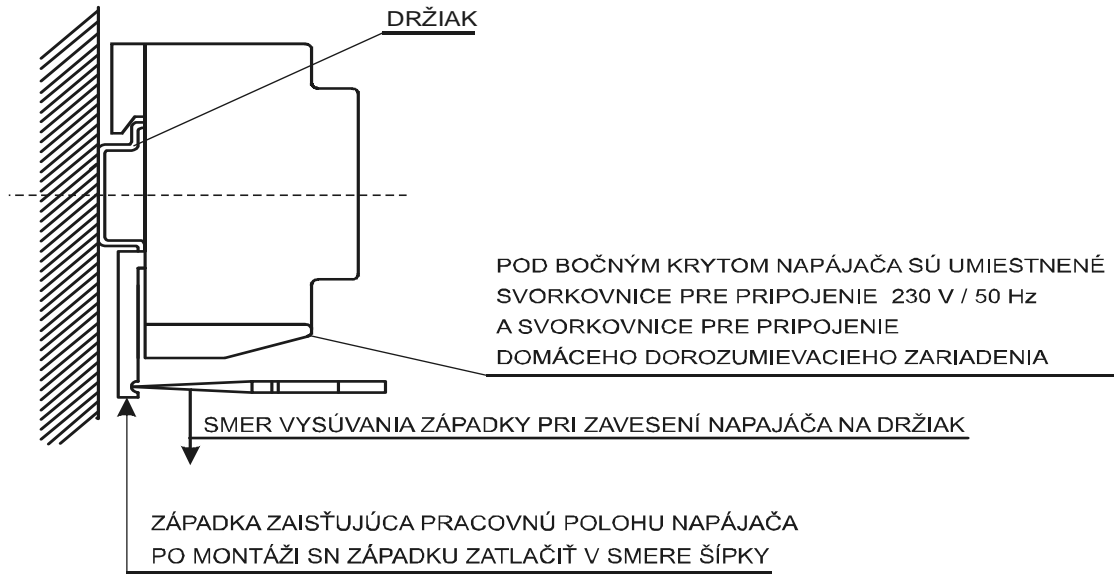 DRŽIAK
POD BOČNÝM KRYTOM NAPÁJAČA SÚ UMIESTNENÉ
SVORKOVNICE PRE PRIPOJENIE 230 V / 50 Hz
A SVORKOVNICE PRE PRIPOJENIE
DOMÁCEHO DOROZUMIEVACIEHO ZARIADENIA
SMER VYSÚVANIA ZÁPADKY PRI ZAVESENÍ NAPAJÁČA NA DRŽIAK
ZÁPADKA ZAISŤUJÚCA PRACOVNÚ POLOHU NAPÁJAČA
PO MONTÁŽI SN ZÁPADKU ZATLAČIŤ V SMERE ŠÍPKY